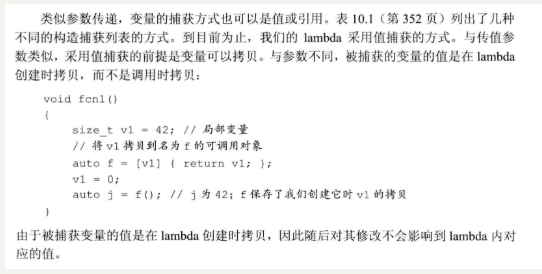 类似参数传递，变量的捕获方式也可以是值或引用。表 10.1（第 352 页）列出了几种
不同的构造捕获列表的方式。到目前为止，我们的 lambda 采用值捕获的方式。与传值参
数类似，采用值捕获的前提是变量可以拷贝。与参数不同，被捕获的变量的值是在 lambda
创建时拷贝，而不是调用时拷贝：
void fcn1()
{
size_t v1 = 42; // 局部变量
// 将 v1 拷贝到名为 f 的可调用对象
auto f = [v1] { return v1; };
v1 = 0;
auto j = f(); // j 为 42；f 保存了我们创建它时 v1 的拷贝
}
由于被捕获变量的值是在 lambda 创建时拷贝，因此随后对其修改不会影响到 lambda 内对
应的值。